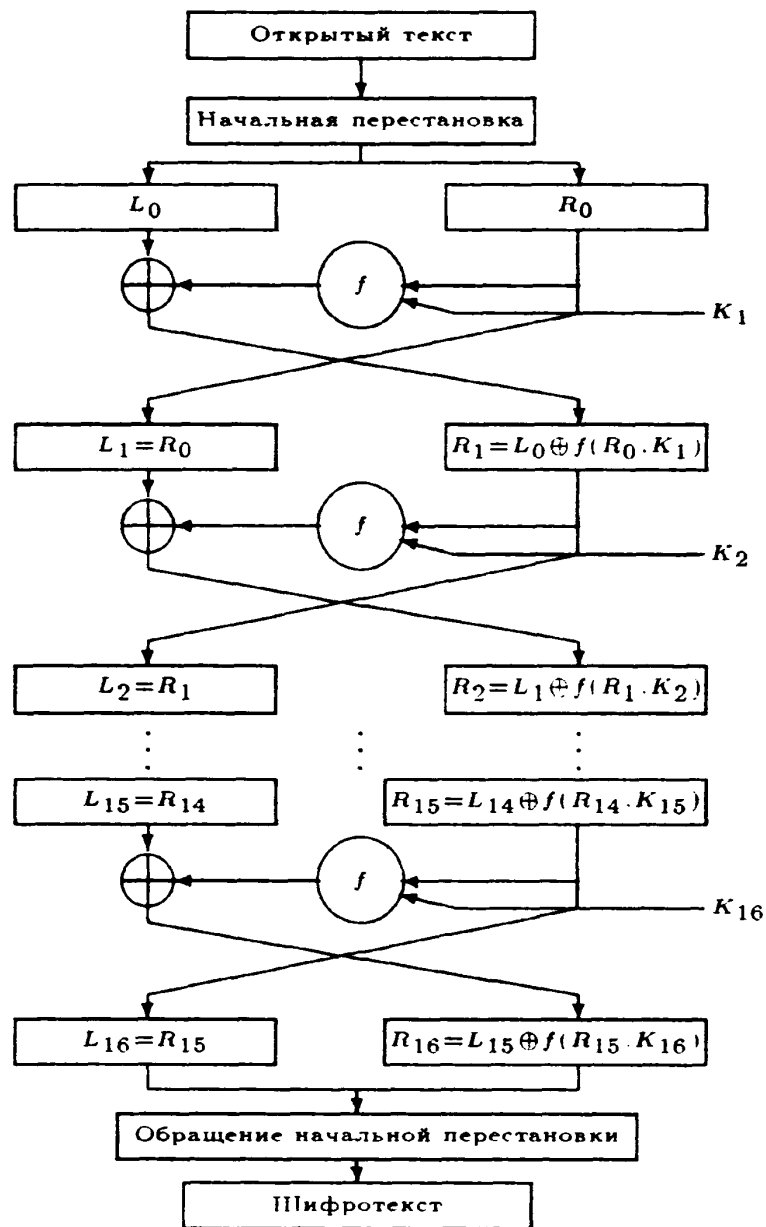 Открытый текст
Начальная перестановка
L₀
R₀
f
K₁
L₁=R₀
R₁=L₀⊕f(R₀.K₁)
f
K₂
L₂=R₁
R₂=L₁⊕f(R₁.K₂)
L₁₅=R₁₄
R₁₅=L₁₄⊕f(R₁₄.K₁₅)
f
K₁₆
L₁₆=R₁₅
R₁₆=L₁₅⊕f(R₁₅.K₁₆)
Обращение начальной перестановки
Шифротекст